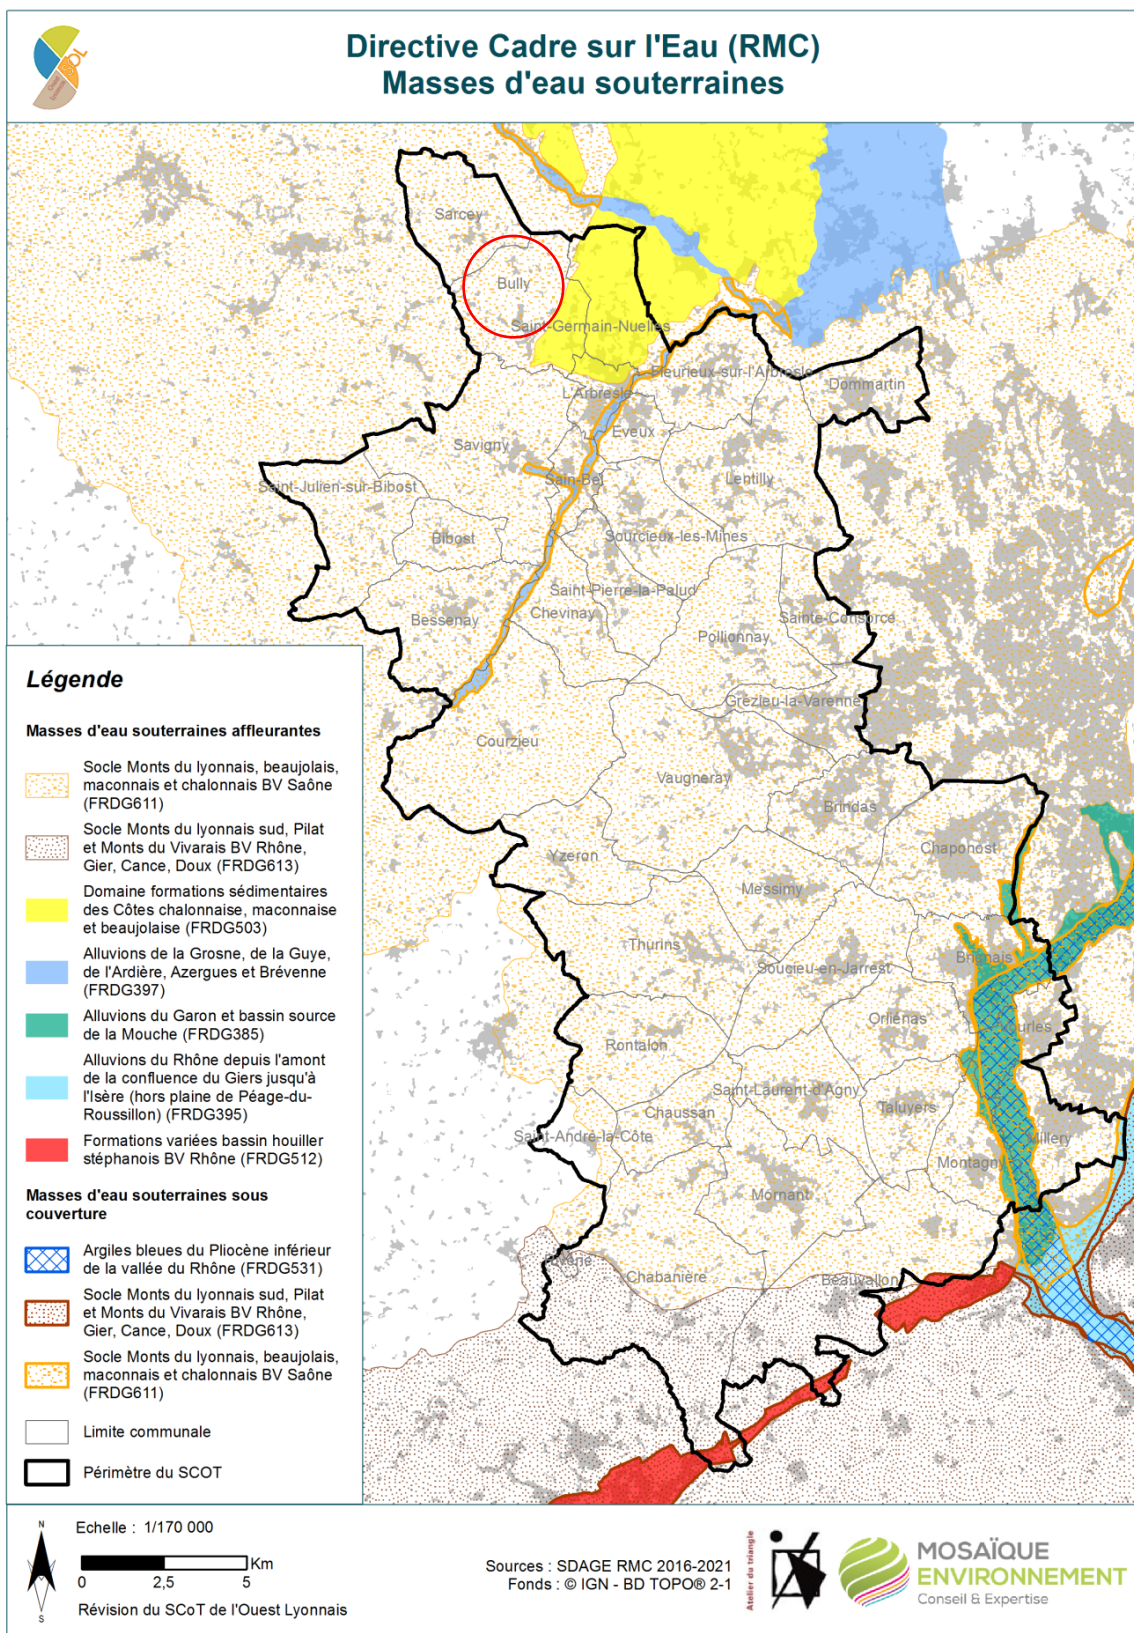 Directive Cadre sur l'Eau (RMC)
Masses d'eau souterraines
SOL
Sarcey
Bully
Saint-Germain-Nuelles
Fleurieux-sur-l'Arbresle
Dommartin
L'Arbresle
Eveux
Savigny
Sain-Bel
Lentilly
Saint-Julien-sur-Bibost
Bibost
Sourcieux-les-Mines
Saint-Pierre-la-Palud
Chevinay
Bessenay
Sainte-Consorce
Pollionnay
Grézieu-la-Varenne
Courzieu
Vaugneray
Brindas
Yzeron
Chaponost
Messimy
Thurins
Soucieu-en-Jarrest
Brignais
Orliénas
Vourles
Rontalon
Saint-Laurent-d'Agny
Chaussan
Taluyers
Saint-André-la-Côte
Millery
Montagny
Mornant
Chabanière
Beauvallon
Légende
Masses d'eau souterraines affleurantes
Socle Monts du lyonnais, beaujolais,
maconnais et chalonnais BV Saône
(FRDG611)
Socle Monts du lyonnais sud, Pilat
et Monts du Vivarais BV Rhône,
Gier, Cance, Doux (FRDG613)
Domaine formations sédimentaires
des Côtes chalonnaise, maconnaise
et beaujolaise (FRDG503)
Alluvions de la Grosne, de la Guye,
de l'Ardière, Azergues et Brévenne
(FRDG397)
Alluvions du Garon et bassin source
de la Mouche (FRDG385)
Alluvions du Rhône depuis l'amont
de la confluence du Giers jusqu'à
l'Isère (hors plaine de Péage-du-
Roussillon) (FRDG395)
Formations variées bassin houiller
stéphanois BV Rhône (FRDG512)
Masses d'eau souterraines sous
couverture
Argiles bleues du Pliocène inférieur
de la vallée du Rhône (FRDG531)
Socle Monts du lyonnais sud, Pilat
et Monts du Vivarais BV Rhône,
Gier, Cance, Doux (FRDG613)
Socle Monts du lyonnais, beaujolais,
maconnais et chalonnais BV Saône
(FRDG611)
Limite communale
Périmètre du SCOT
N
S
Echelle : 1/170 000
Km
0 2,5 5
Révision du SCoT de l'Ouest Lyonnais
Sources : SDAGE RMC 2016-2021
Fonds : © IGN - BD TOPO® 2-1
Atelier du triangle
MOSAÏQUE
ENVIRONNEMENT
Conseil & Expertise